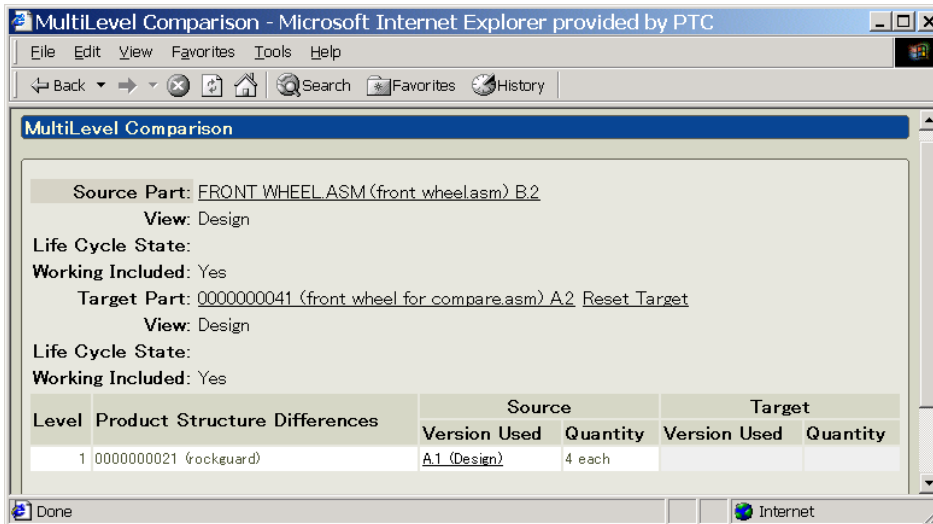 MultiLevel Comparison - Microsoft Internet Explorer provided by PTC
File Edit View Favorites Tools Help
Back Search Favorites History
MultiLevel Comparison
Source Part: FRONT WHEEL.ASM (front wheel.asm) B.2
View: Design
Life Cycle State:
Working Included: Yes
Target Part: 0000000041 (front wheel for compare.asm) A.2 Reset Target
View: Design
Life Cycle State:
Working Included: Yes
Level Product Structure Differences Source Target
Version Used Quantity Version Used Quantity
1 0000000021 (rockguard) A.1 (Design) 4 each
Done Internet